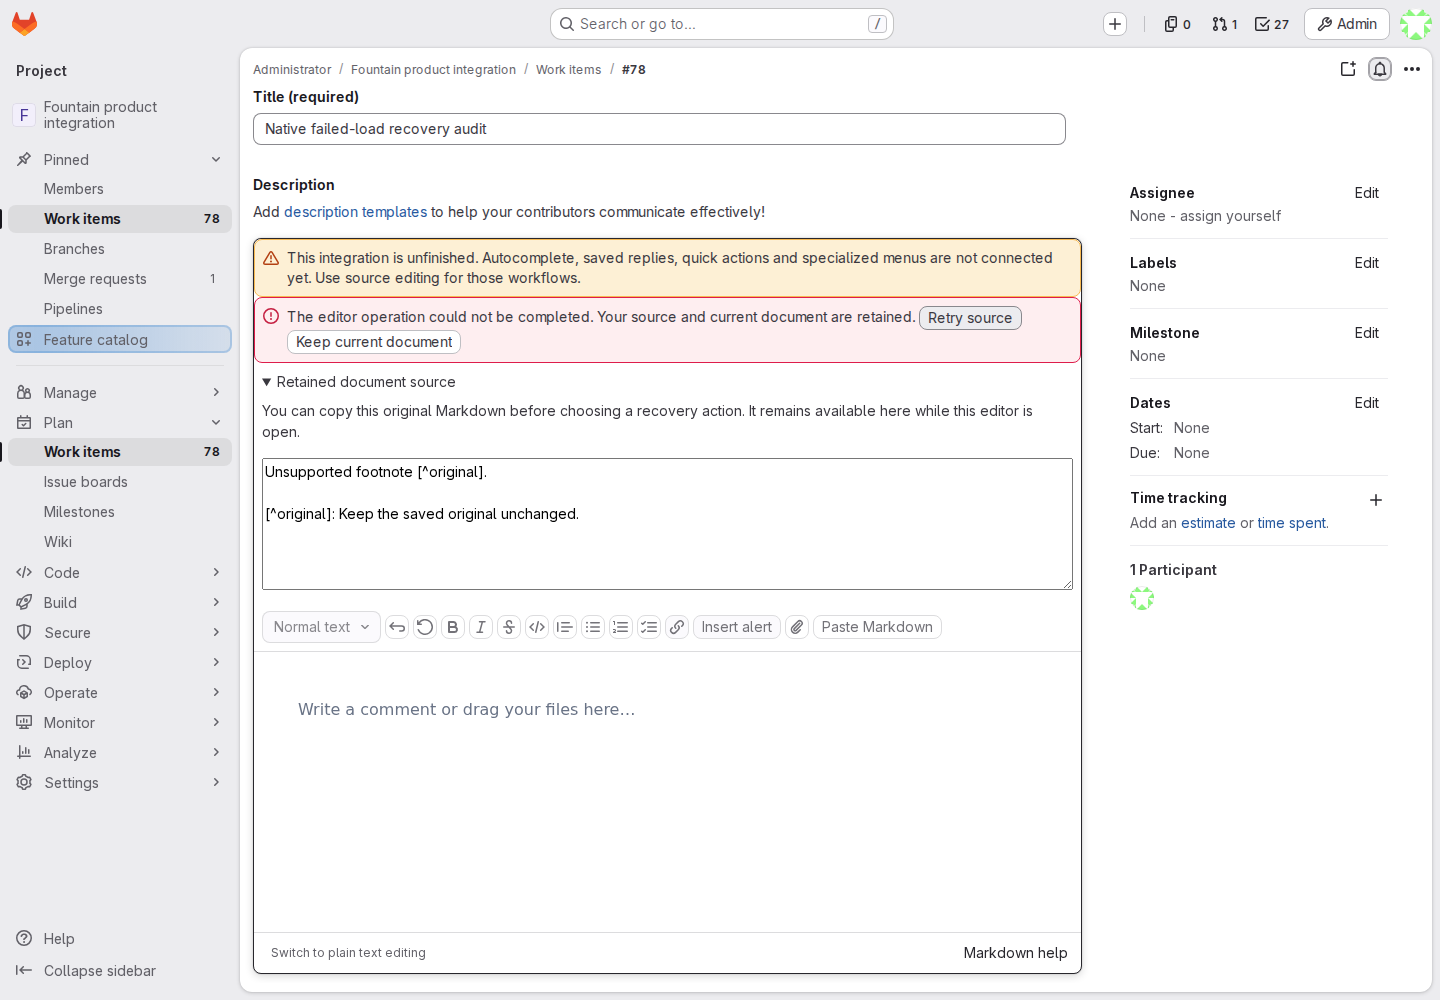 Search or go to...
/
0
1
27
Admin
Project
F
Fountain product
integration
Pinned
Members
Work items
78
Branches
Merge requests
1
Pipelines
Feature catalog
Manage
Plan
Work items
78
Issue boards
Milestones
Wiki
Code
Build
Secure
Deploy
Operate
Monitor
Analyze
Settings
Help
Collapse sidebar
Administrator / Fountain product integration / Work items / #78
Title (required)
Native failed-load recovery audit
Description
Add description templates to help your contributors communicate effectively!
This integration is unfinished. Autocomplete, saved replies, quick actions and specialized menus are not connected
yet. Use source editing for those workflows.
The editor operation could not be completed. Your source and current document are retained. Retry source
Keep current document
Retained document source
You can copy this original Markdown before choosing a recovery action. It remains available here while this editor is
open.
Unsupported footnote [^original].
[^original]: Keep the saved original unchanged.
Normal text
Insert alert
Paste Markdown
Write a comment or drag your files here…
Switch to plain text editing
Markdown help
Assignee
Edit
None - assign yourself
Labels
Edit
None
Milestone
Edit
None
Dates
Edit
Start: None
Due: None
Time tracking
Add an estimate or time spent.
1 Participant